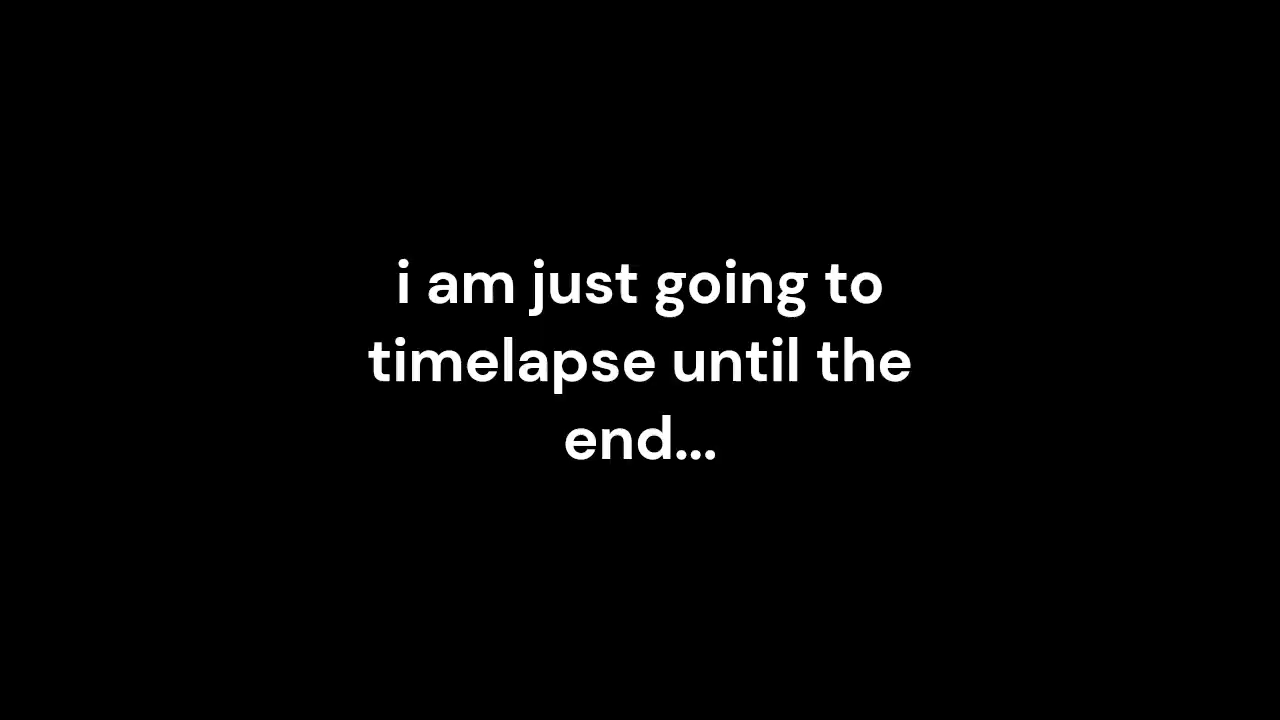 i am just going to
timelapse until the
end...